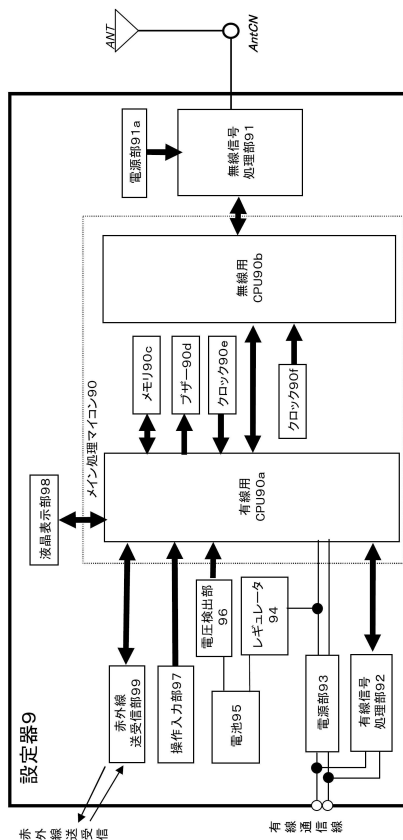 設定器9
赤外線送受信
赤外線
送受信部99
操作入力部97
電池95
電圧検出部
96
レギュレータ
94
電源部93
有線信号
処理部92
有線通信線
液晶表示部98
メイン処理マイコン90
有線用
CPU90a
メモリ90c
ブザー90d
クロック90e
クロック90f
無線用
CPU90b
電源部91a
無線信号
処理部91
ANT
AntCN